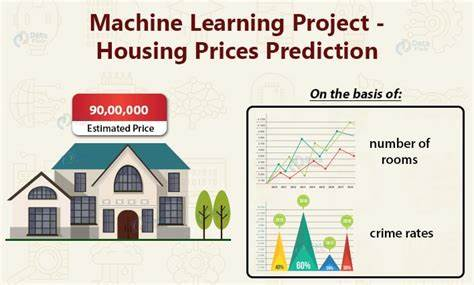 Machine Learning Project -
Housing Prices Prediction
90,00,000
Estimated Price
On the basis of:
number of
rooms
crime rates
60%